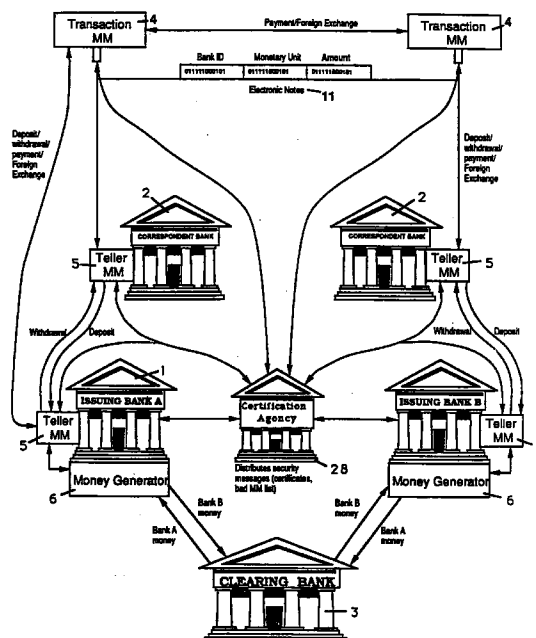 Transaction
MM
4
Payment/Foreign Exchange
Transaction
MM
4
Bank ID
Monetary Unit
Amount
011111000101
011111000101
011111000101
Electronic Notes
11
Deposit/
withdrawal/
payment/
Foreign
Exchange
Deposit/
withdrawal/
payment/
Foreign
Exchange
2
CORRESPONDENT BANK
2
CORRESPONDENT BANK
5
Teller
MM
Teller
MM
5
Withdrawal
Deposit
Withdrawal
Deposit
1
ISSUING BANK A
Certification
Agency
ISSUING BANK B
Teller
MM
5
Teller
MM
28
Distributes security
messages (certificates,
bad MM list)
Money Generator
6
Money Generator
6
Bank B
money
Bank A
money
Bank B
money
Bank A
money
CLEARING BANK
3